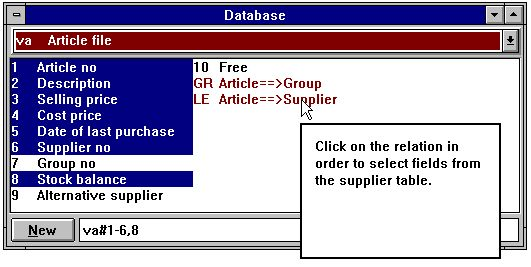 Database
va Article file
1 Article no
2 Description
3 Selling price
4 Cost price
5 Date of last purchase
6 Supplier no
7 Group no
8 Stock balance
9 Alternative supplier
10 Free
GR Article==>Group
LE Article==>Supplier
Click on the relation in
order to select fields from
the supplier table.
New
va#1-6,8